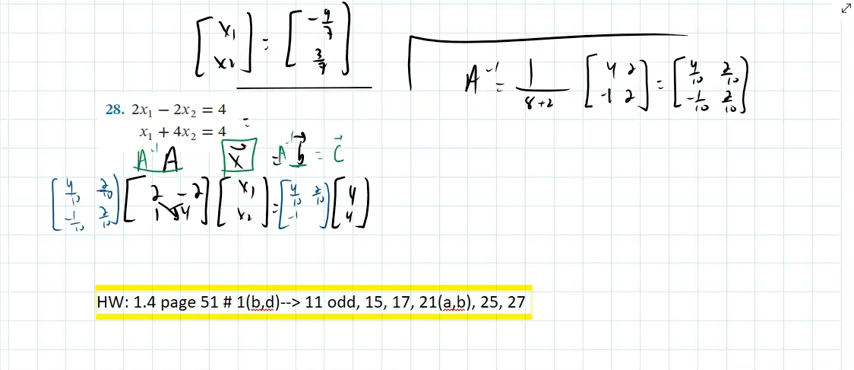 [x₁ x₂] = [-9/7 3/7]
A⁻¹ = 1/(8+2) [4 2 -1 2] = [4/10 2/10 -1/10 2/10]
28. 2x₁ − 2x₂ = 4
=
x₁ + 4x₂ = 4
A⁻¹ A x⃗ = A⁻¹ b⃗ = c⃗
[4/10 2/10 -1/10 2/10] [2 -2 1 4] [x₁ x₂] = [4/10 2/10 -1] [4 4]
HW: 1.4 page 51 # 1(b,d)--> 11 odd, 15, 17, 21(a,b), 25, 27